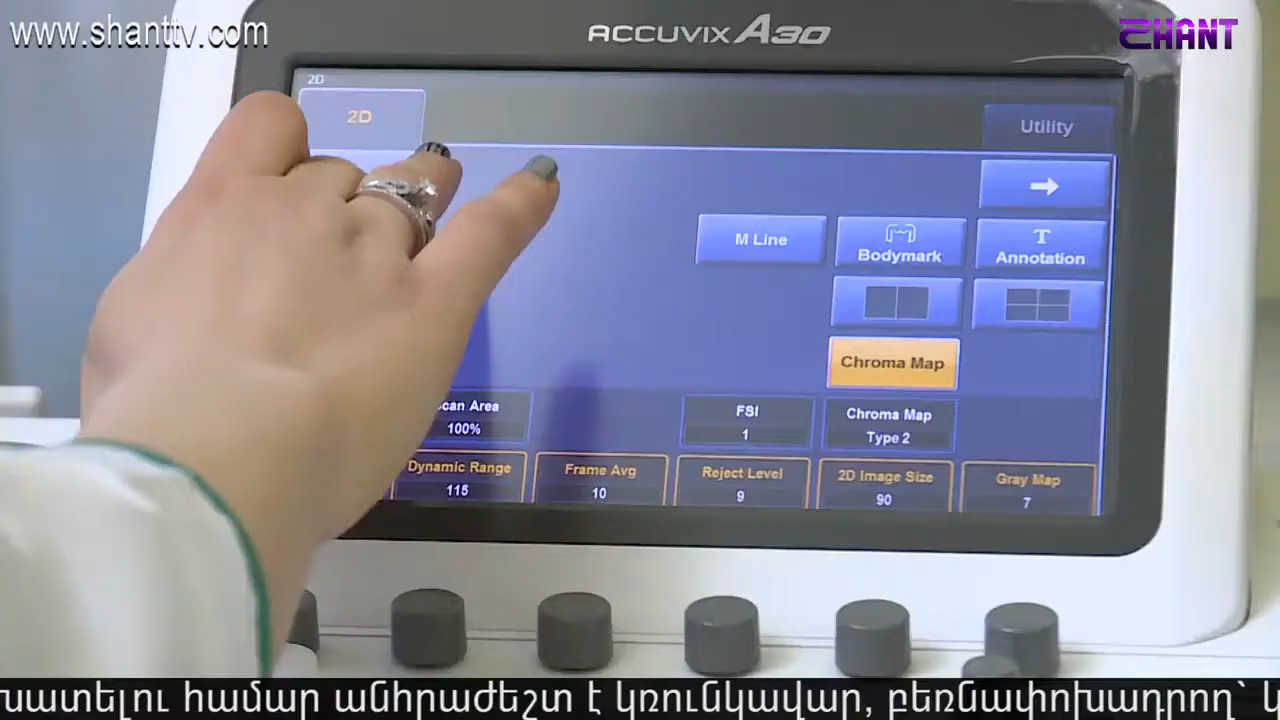 www.shanttv.com
SHANT
ACCUVIX A30
2D
2D
Utility
M Line
Bodymark
T
Annotation
Chroma Map
can Area
100%
FSI
1
Chroma Map
Type 2
Dynamic Range
115
Frame Avg
10
Reject Level
9
2D Image Size
90
Gray Map
7
խատելու համար անհրաժեշտ է կռունկավար, բեռնափոխադրող՝ կ